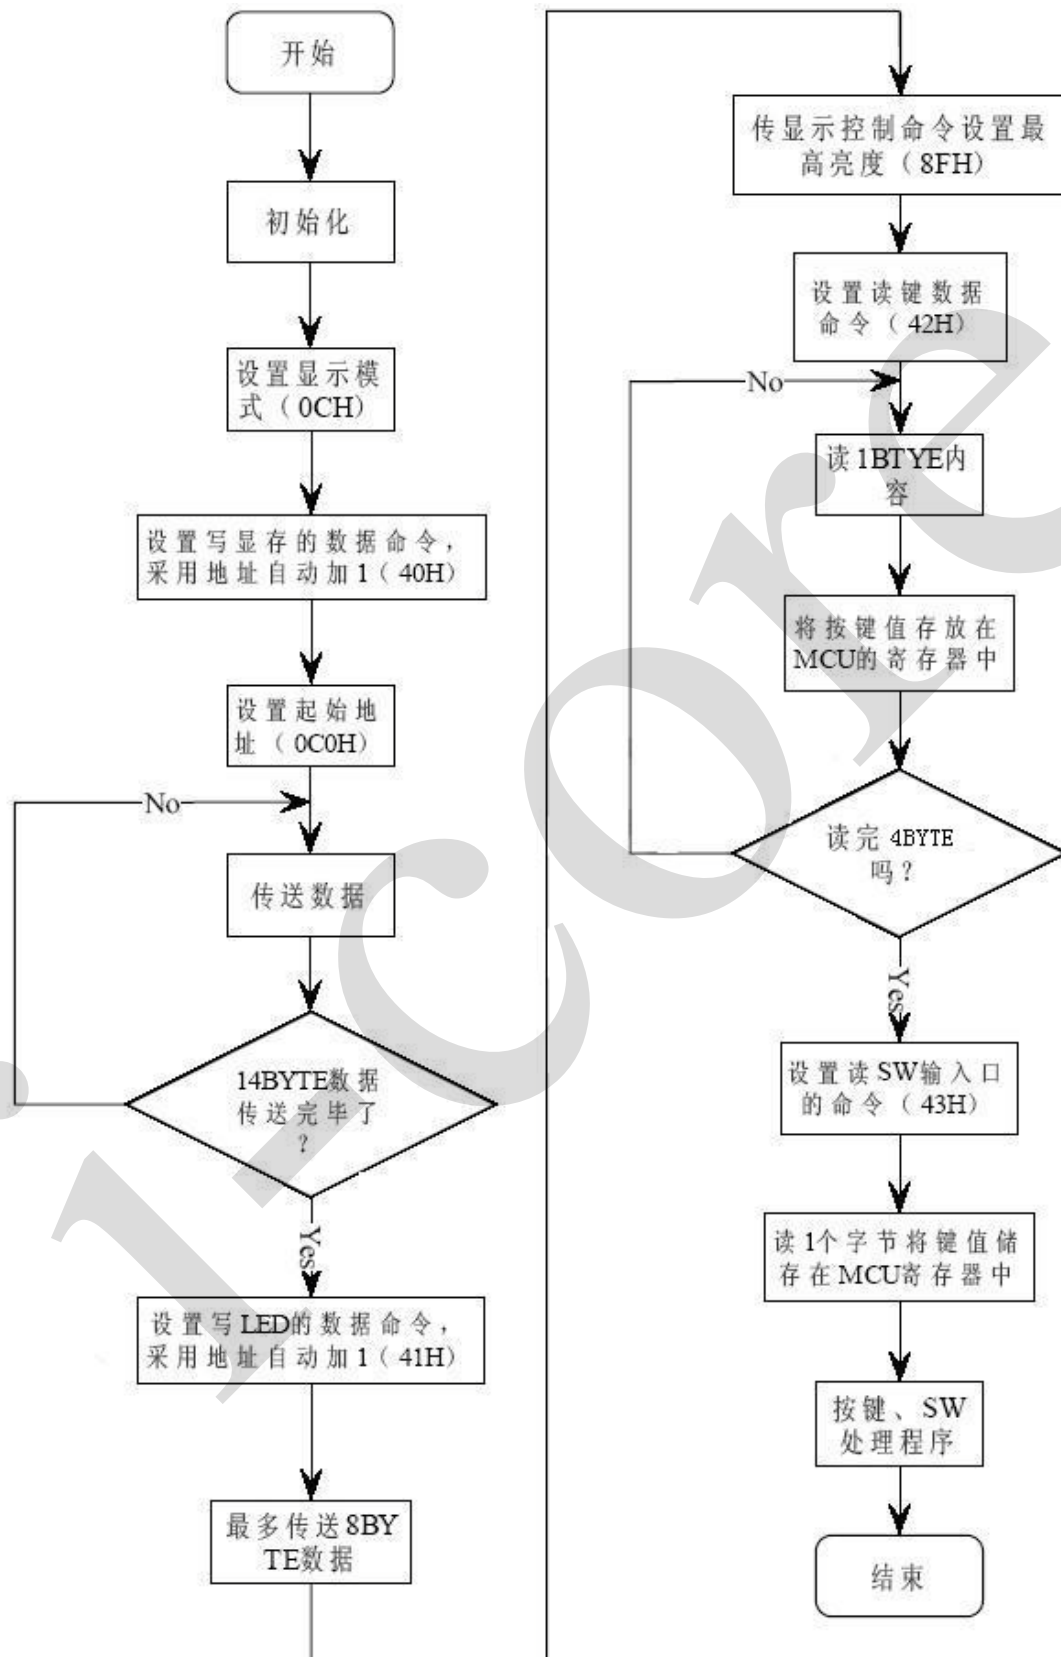 开始
初始化
设置显示模
式（0CH）
设置写显存的数据命令，
采用地址自动加1（40H）
设置起始地
址（0C0H）
No
传送数据
14BYTE数据
传送完毕了
？
Yes
设置写LED的数据命令，
采用地址自动加1（41H）
最多传送8BY
TE数据
传显示控制命令设置最
高亮度（8FH）
设置读键数据
命令（42H）
No
读1BTYE内
容
将按键值存放在
MCU的寄存器中
读完4BYTE
吗？
Yes
设置读SW输入口
的命令（43H）
读1个字节将键值储
存在MCU寄存器中
按键、SW
处理程序
结束
i-core